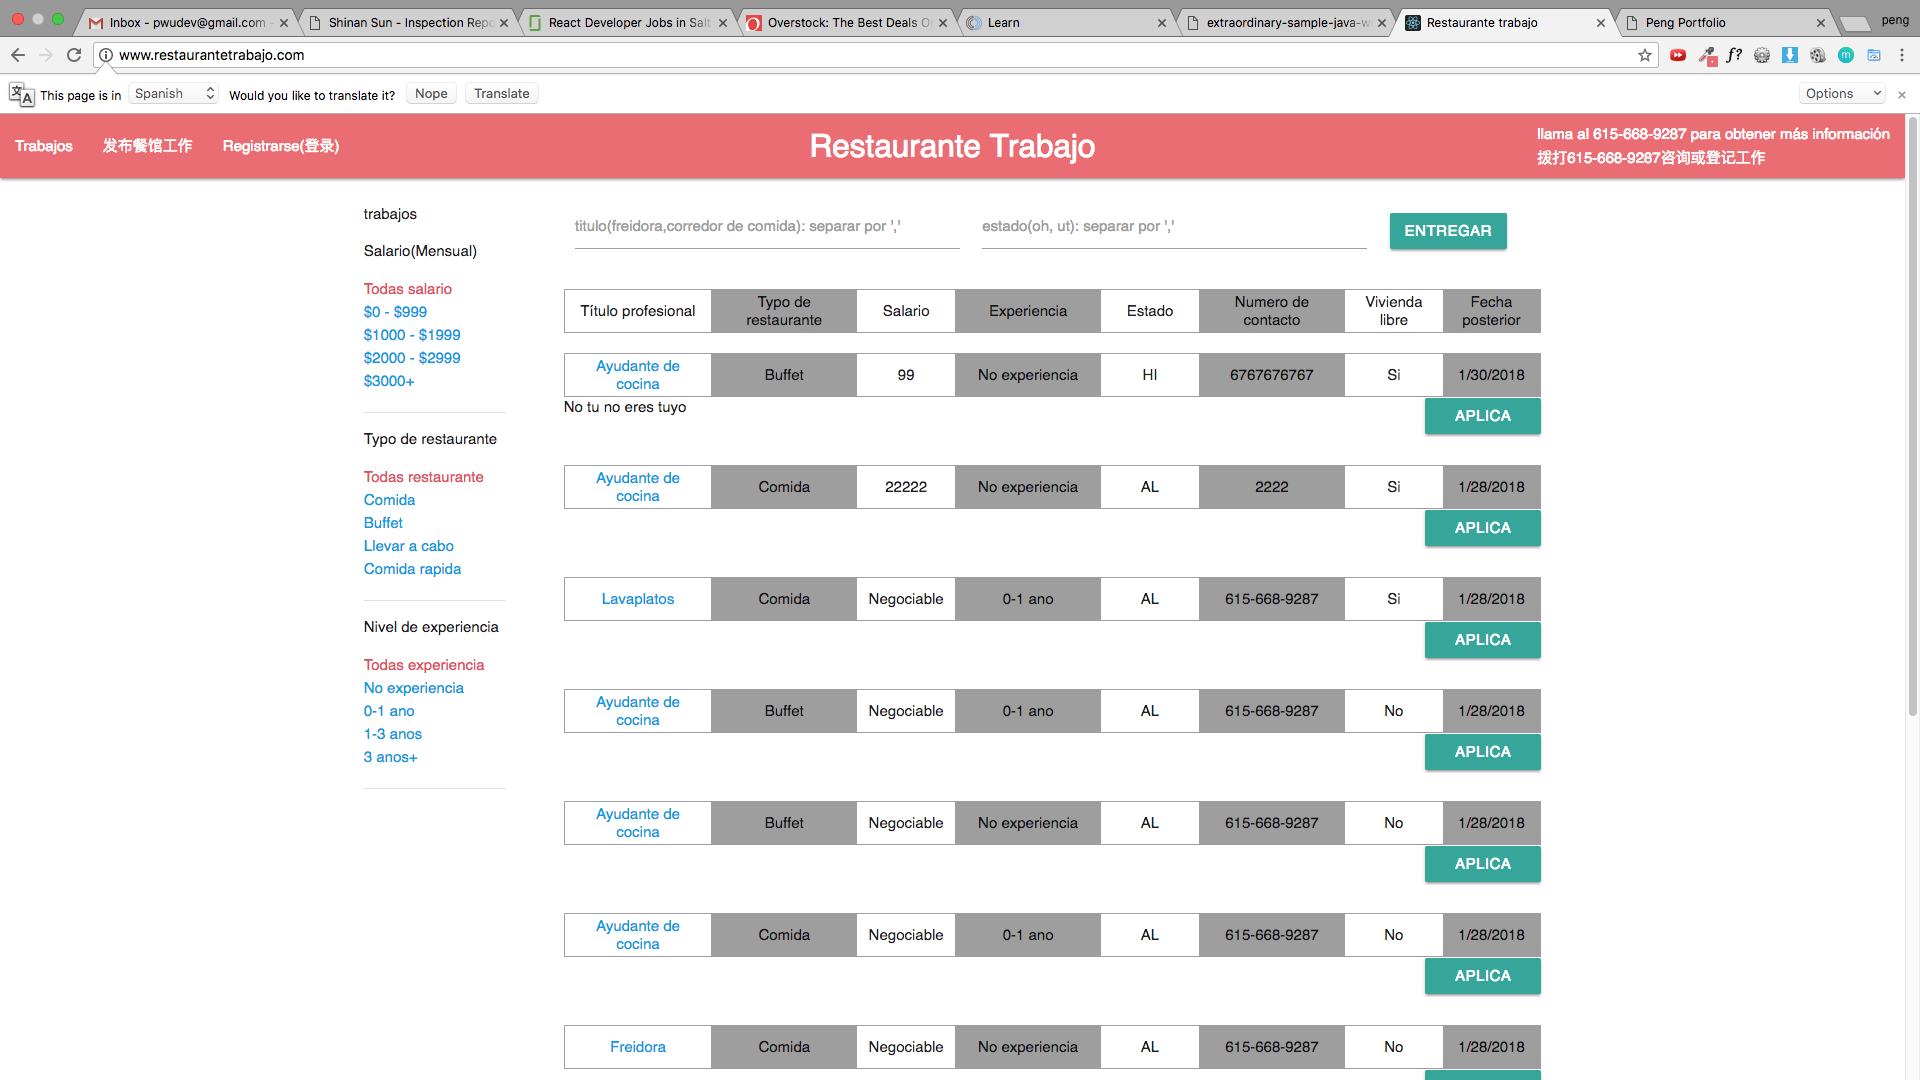 Inbox - pwudev@gmail.com -
Shinan Sun - Inspection Repo
React Developer Jobs in Salt
Overstock: The Best Deals O
Learn
extraordinary-sample-java-w
Restaurante trabajo
Peng Portfolio
peng
www.restaurantetrabajo.com
This page is in Spanish Would you like to translate it? Nope Translate Options
Trabajos 发布餐馆工作 Registrarse(登录)
Restaurante Trabajo
llama al 615-668-9287 para obtener más información
拨打615-668-9287咨询或登记工作
trabajos
Salario(Mensual)
Todas salario
$0 - $999
$1000 - $1999
$2000 - $2999
$3000+
Typo de restaurante
Todas restaurante
Comida
Buffet
Llevar a cabo
Comida rapida
Nivel de experiencia
Todas experiencia
No experiencia
0-1 ano
1-3 anos
3 anos+
titulo(freidora,corredor de comida): separar por ','
estado(oh, ut): separar por ','
ENTREGAR
Título profesional
Typo de
restaurante
Salario
Experiencia
Estado
Numero de
contacto
Vivienda
libre
Fecha
posterior
Ayudante de
cocina
Buffet 99 No experiencia HI 6767676767 Si 1/30/2018
No tu no eres tuyo
APLICA
Ayudante de
cocina
Comida 22222 No experiencia AL 2222 Si 1/28/2018
APLICA
Lavaplatos Comida Negociable 0-1 ano AL 615-668-9287 Si 1/28/2018
APLICA
Ayudante de
cocina
Buffet Negociable 0-1 ano AL 615-668-9287 No 1/28/2018
APLICA
Ayudante de
cocina
Buffet Negociable No experiencia AL 615-668-9287 No 1/28/2018
APLICA
Ayudante de
cocina
Comida Negociable 0-1 ano AL 615-668-9287 No 1/28/2018
APLICA
Freidora Comida Negociable No experiencia AL 615-668-9287 No 1/28/2018